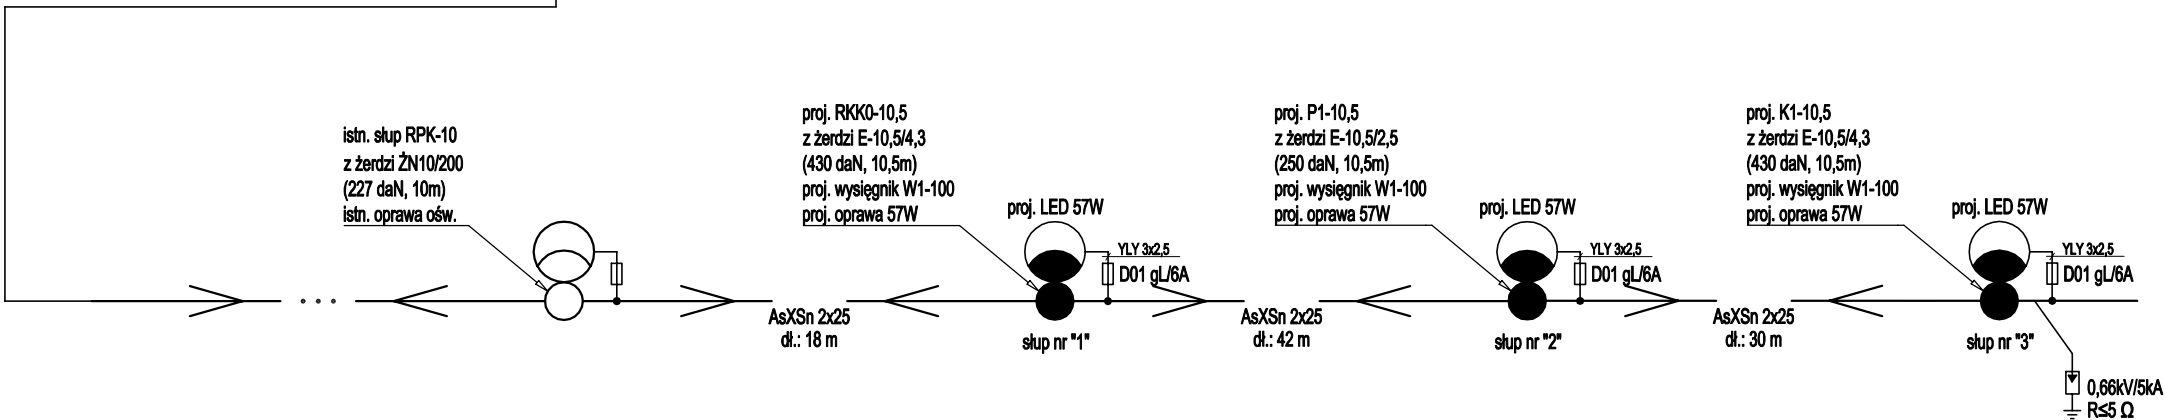 istn. słup RPK-10
z żerdzi ŻN10/200
(227 daN, 10m)
istn. oprawa ośw.
AsXSn 2x25
dł.: 18 m
proj. RKK0-10,5
z żerdzi E-10,5/4,3
(430 daN, 10,5m)
proj. wysięgnik W1-100
proj. oprawa 57W
proj. LED 57W
YLY 3x2,5
D01 gL/6A
słup nr "1"
AsXSn 2x25
dł.: 42 m
proj. P1-10,5
z żerdzi E-10,5/2,5
(250 daN, 10,5m)
proj. wysięgnik W1-100
proj. oprawa 57W
proj. LED 57W
YLY 3x2,5
D01 gL/6A
słup nr "2"
AsXSn 2x25
dł.: 30 m
proj. K1-10,5
z żerdzi E-10,5/4,3
(430 daN, 10,5m)
proj. wysięgnik W1-100
proj. oprawa 57W
proj. LED 57W
YLY 3x2,5
D01 gL/6A
słup nr "3"
0,66kV/5kA
R≤5 Ω